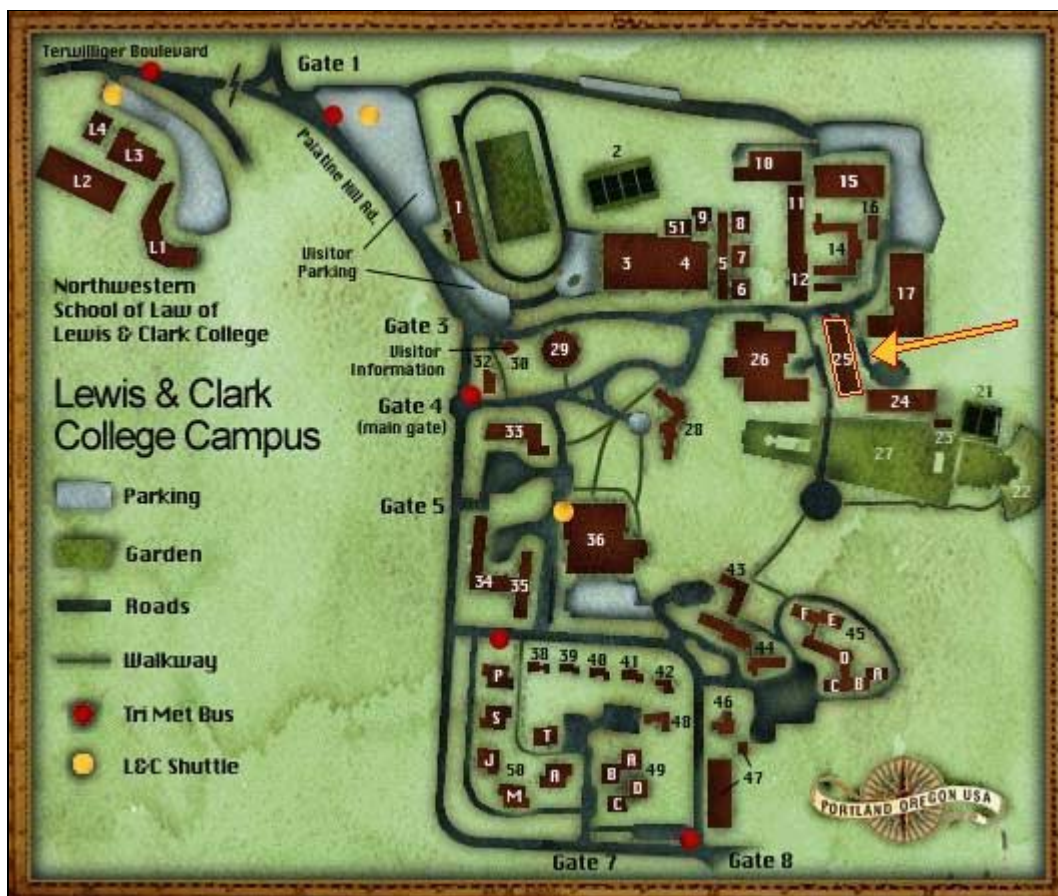 Terwilliger Boulevard
Gate 1
L4
L3
L2
L1
Palatine Hill Rd.
1
2
10
15
11
16
9
51
8
3
4
5
7
14
6
12
17
Visitor
Parking
Northwestern
School of Law of
Lewis & Clark College
Gate 3
Visitor
Information
32
30
29
26
25
24
21
Gate 4
(main gate)
33
28
27
23
22
Lewis & Clark
College Campus
Parking
Garden
Roads
Walkway
Tri Met Bus
L&C Shuttle
Gate 5
36
34
35
43
44
F
E
45
D
C
B
A
38
39
40
41
42
P
S
T
J
50
A
M
48
46
47
A
B
49
D
C
PORTLAND OREGON USA
Gate 7
Gate 8